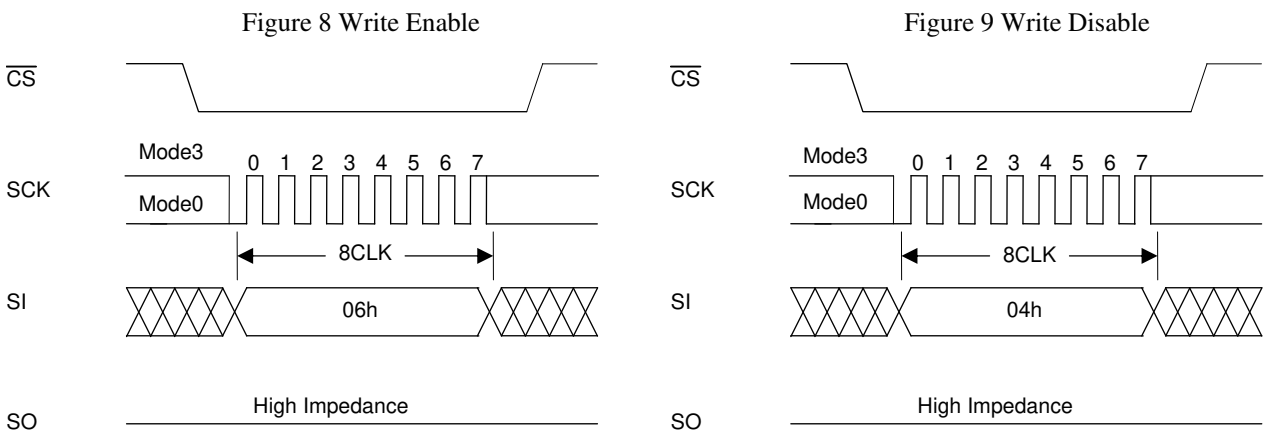 Figure 8 Write Enable
CS
Mode3
0 1 2 3 4 5 6 7
SCK
Mode0
8CLK
SI
06h
High Impedance
SO
Figure 9 Write Disable
CS
Mode3
0 1 2 3 4 5 6 7
SCK
Mode0
8CLK
SI
04h
High Impedance
SO